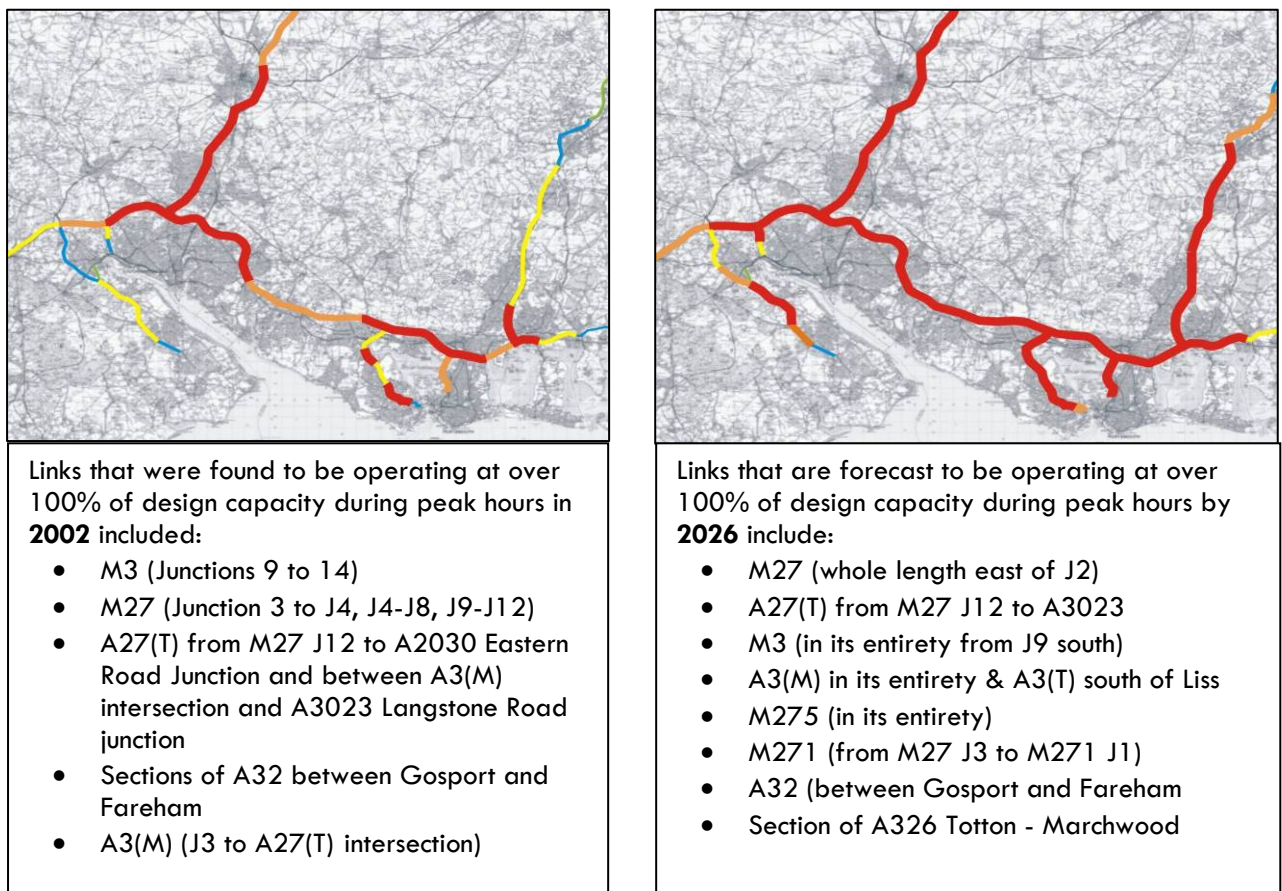 Links that were found to be operating at over
100% of design capacity during peak hours in
2002 included:
• M3 (Junctions 9 to 14)
• M27 (Junction 3 to J4, J4-J8, J9-J12)
• A27(T) from M27 J12 to A2030 Eastern
Road Junction and between A3(M)
intersection and A3023 Langstone Road
junction
• Sections of A32 between Gosport and
Fareham
• A3(M) (J3 to A27(T) intersection)
Links that are forecast to be operating at over
100% of design capacity during peak hours by
2026 include:
• M27 (whole length east of J2)
• A27(T) from M27 J12 to A3023
• M3 (in its entirety from J9 south)
• A3(M) in its entirety & A3(T) south of Liss
• M275 (in its entirety)
• M271 (from M27 J3 to M271 J1)
• A32 (between Gosport and Fareham
• Section of A326 Totton - Marchwood